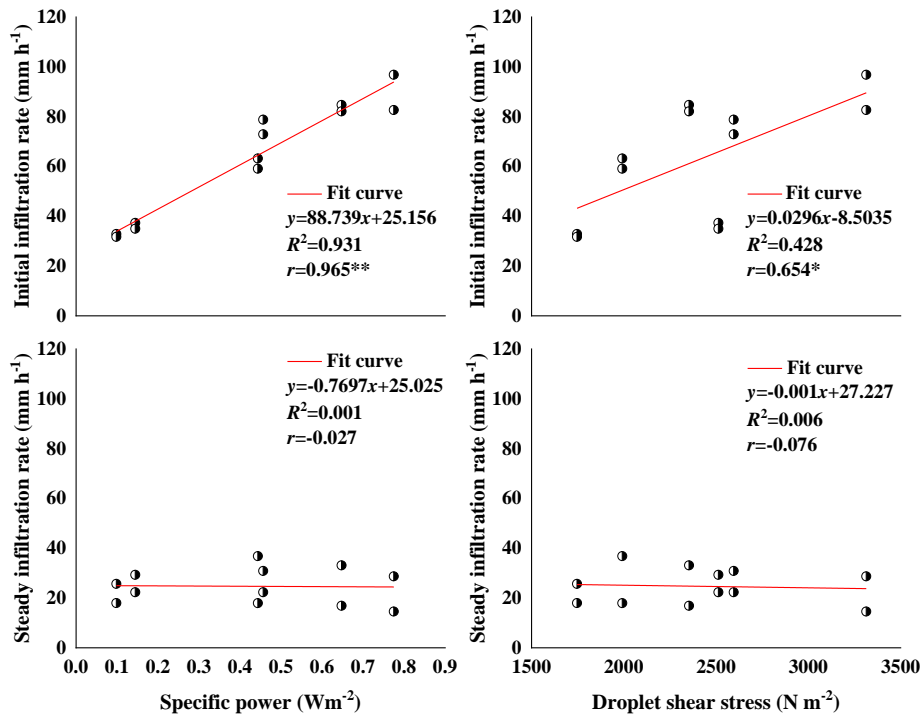 Initial infiltration rate (mm h-1)
120
100
80
60
40
20
0
Fit curve
y=88.739x+25.156
R2=0.931
r=0.965**
Initial infiltration rate (mm h-1)
120
100
80
60
40
20
0
Fit curve
y=0.0296x-8.5035
R2=0.428
r=0.654*
Steady infiltration rate (mm h-1)
120
100
80
60
40
20
0
Fit curve
y=-0.7697x+25.025
R2=0.001
r=-0.027
0.0 0.1 0.2 0.3 0.4 0.5 0.6 0.7 0.8 0.9
Specific power (Wm-2)
Steady infiltration rate (mm h-1)
120
100
80
60
40
20
0
Fit curve
y=-0.001x+27.227
R2=0.006
r=-0.076
1500 2000 2500 3000 3500
Droplet shear stress (N m-2)